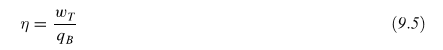 η = w_T / q_B (9.5)